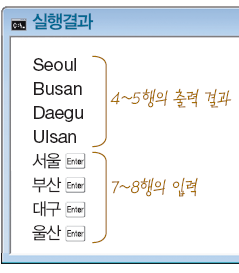 실행결과
Seoul
Busan
Daegu
Ulsan
4~5행의 출력 결과
서울 Enter
부산 Enter
대구 Enter
울산 Enter
7~8행의 입력